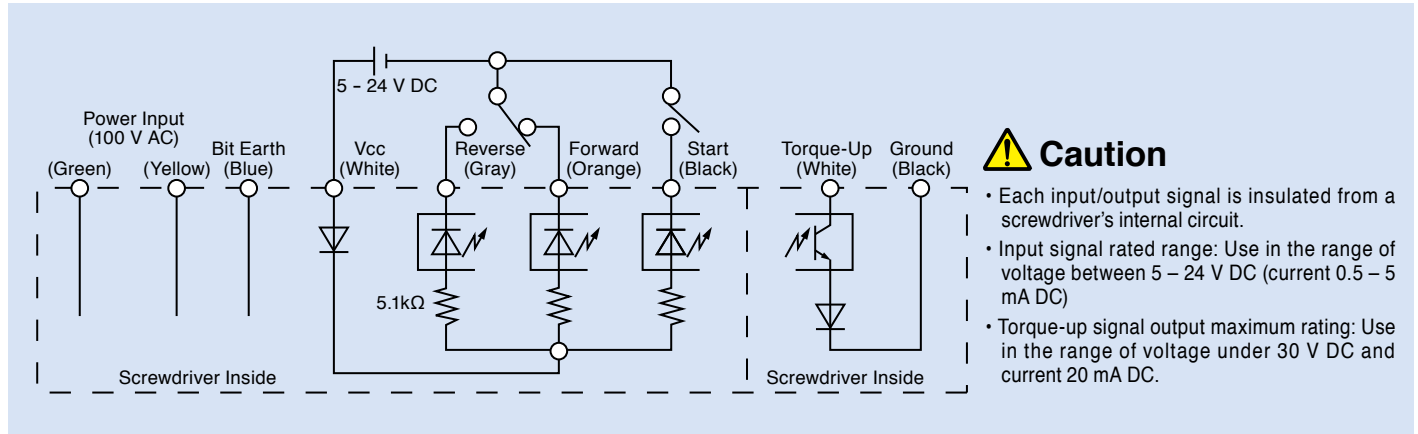 5 – 24 V DC
Power Input
(100 V AC)
(Green)
(Yellow)
Bit Earth
(Blue)
Vcc
(White)
Reverse
(Gray)
Forward
(Orange)
Start
(Black)
Torque-Up
(White)
Ground
(Black)
5.1kΩ
Screwdriver Inside
Screwdriver Inside
Caution
・Each input/output signal is insulated from a
screwdriver's internal circuit.
・Input signal rated range: Use in the range of
voltage between 5 – 24 V DC (current 0.5 – 5
mA DC)
・Torque-up signal output maximum rating: Use
in the range of voltage under 30 V DC and
current 20 mA DC.